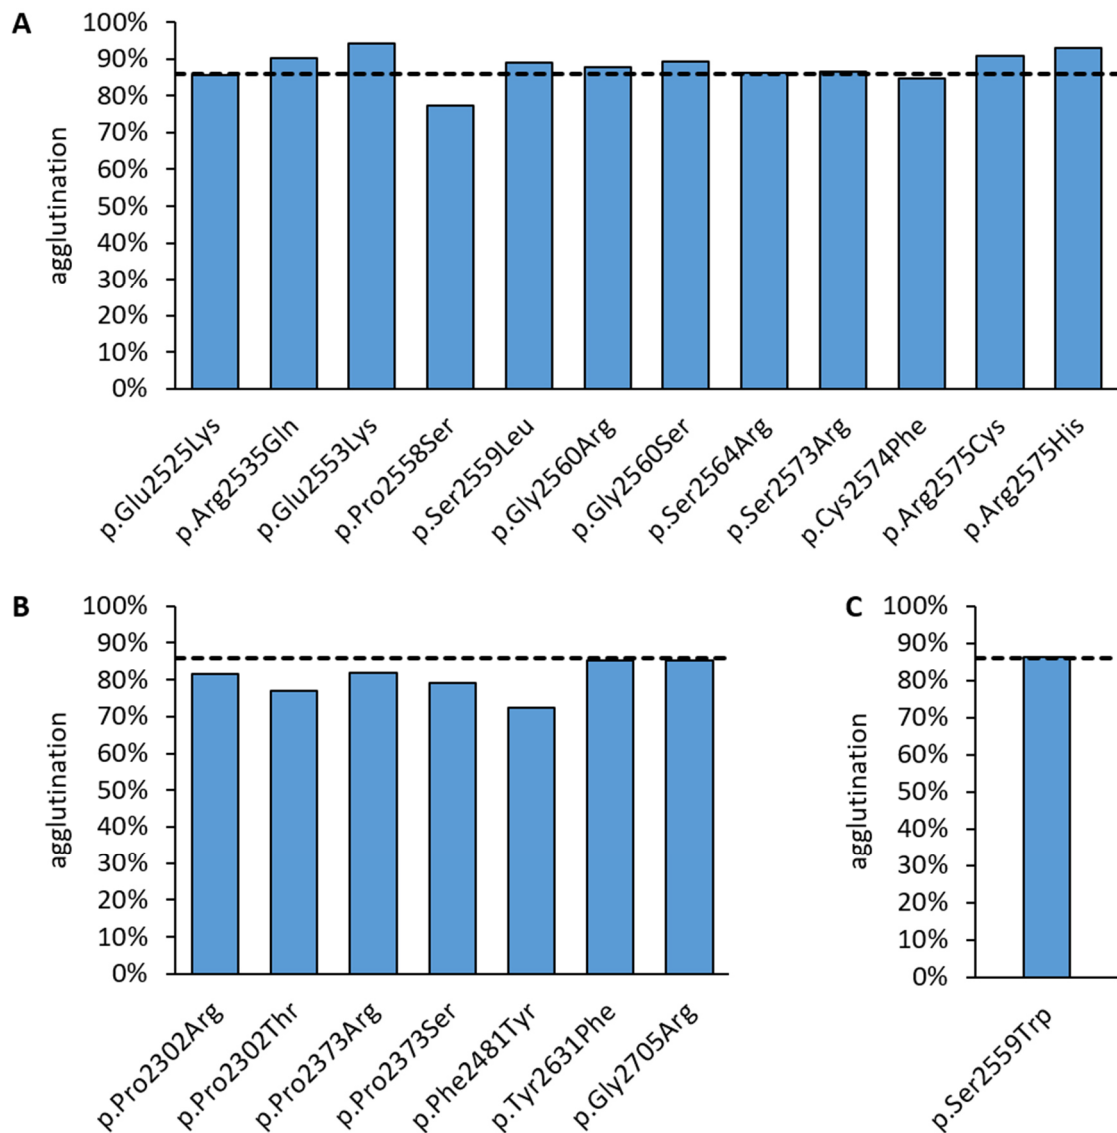 A
100%
90%
80%
70%
60%
50%
40%
30%
20%
10%
0%
agglutination
p.Glu2525Lys
p.Arg2535Gln
p.Glu2553Lys
p.Pro2558Ser
p.Ser2559Leu
p.Gly2560Arg
p.Gly2560Ser
p.Ser2564Arg
p.Ser2573Arg
p.Cys2574Phe
p.Arg2575Cys
p.Arg2575His
B
100%
90%
80%
70%
60%
50%
40%
30%
20%
10%
0%
agglutination
p.Pro2302Arg
p.Pro2302Thr
p.Pro2373Arg
p.Pro2373Ser
p.Phe2481Tyr
p.Tyr2631Phe
p.Gly2705Arg
C
100%
90%
80%
70%
60%
50%
40%
30%
20%
10%
0%
agglutination
p.Ser2559Trp